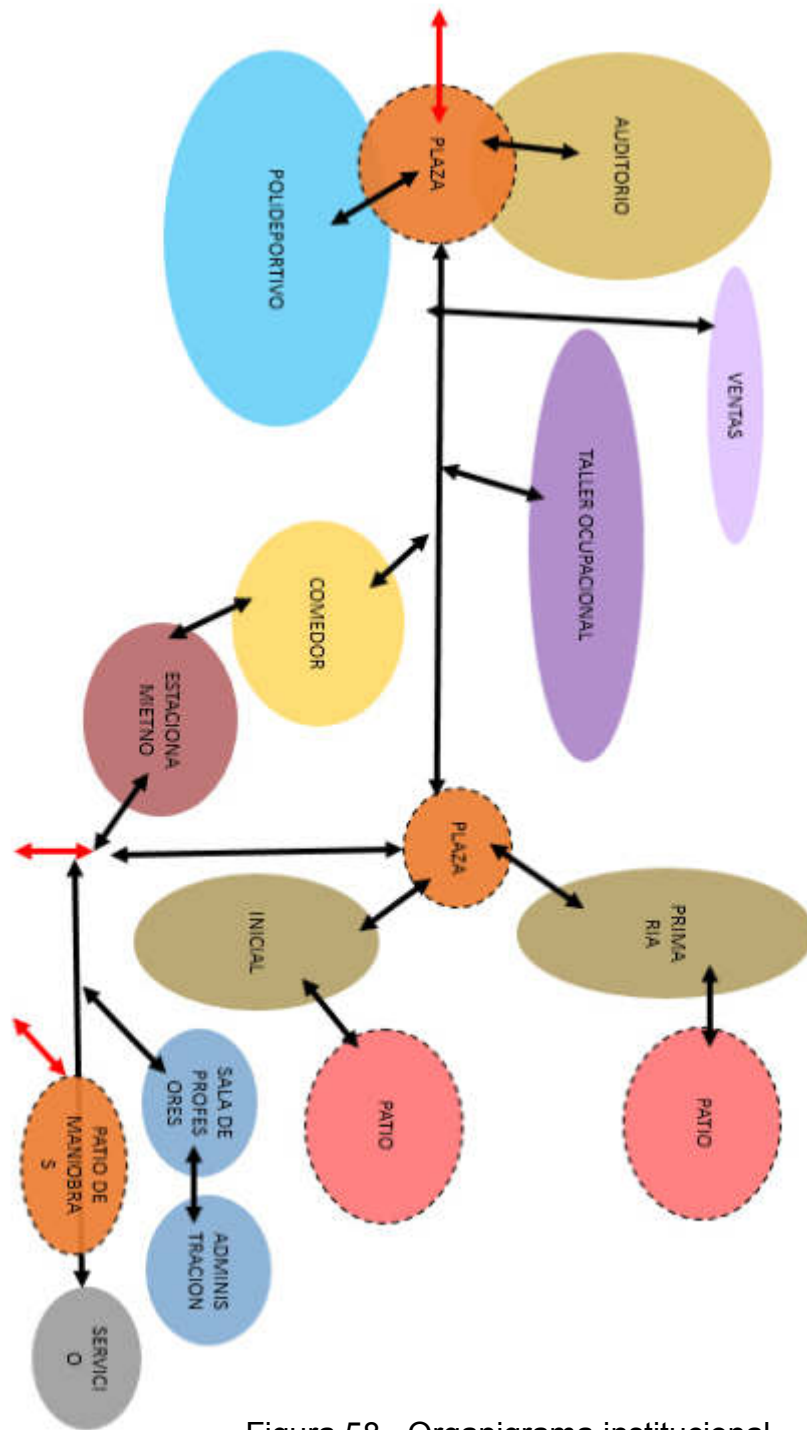 AUDITORIO
PLAZA
POLIDEPORTIVO
VENTAS
TALLER OCUPACIONAL
COMEDOR
ESTACIONA
MIETNO
PLAZA
PRIMA
RIA
INICIAL
PATIO
PATIO
SALA DE
PROFES
ORES
ADMINIS
TRACION
PATIO DE
MANIOBRA
S
SERVICI
O
Figura 58. Organigrama institucional